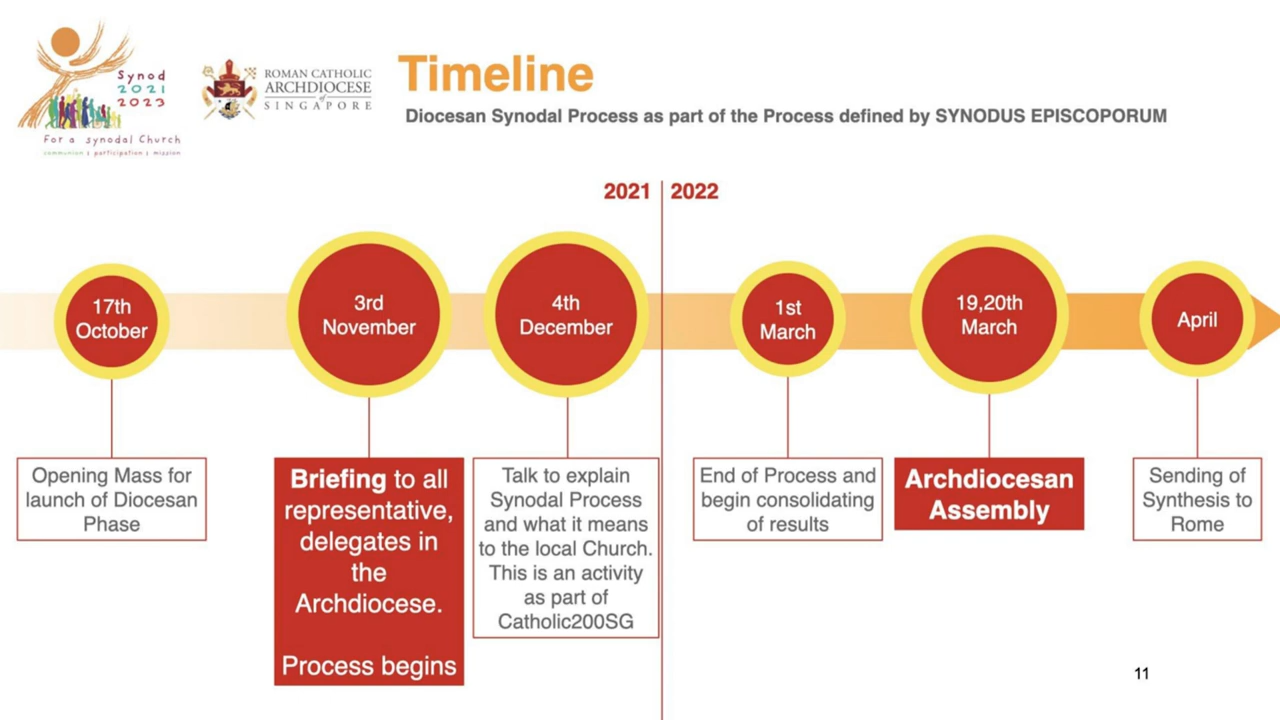 Synod
2021
2023
For a synodal Church
communion | participation | mission
ROMAN CATHOLIC
ARCHDIOCESE
of
SINGAPORE
Timeline
Diocesan Synodal Process as part of the Process defined by SYNODUS EPISCOPORUM
2021
2022
17th
October
3rd
November
4th
December
1st
March
19,20th
March
April
Opening Mass for
launch of Diocesan
Phase
Briefing to all
representative,
delegates in
the
Archdiocese.
Process begins
Talk to explain
Synodal Process
and what it means
to the local Church.
This is an activity
as part of
Catholic200SG
End of Process and
begin consolidating
of results
Archdiocesan
Assembly
Sending of
Synthesis to
Rome
11